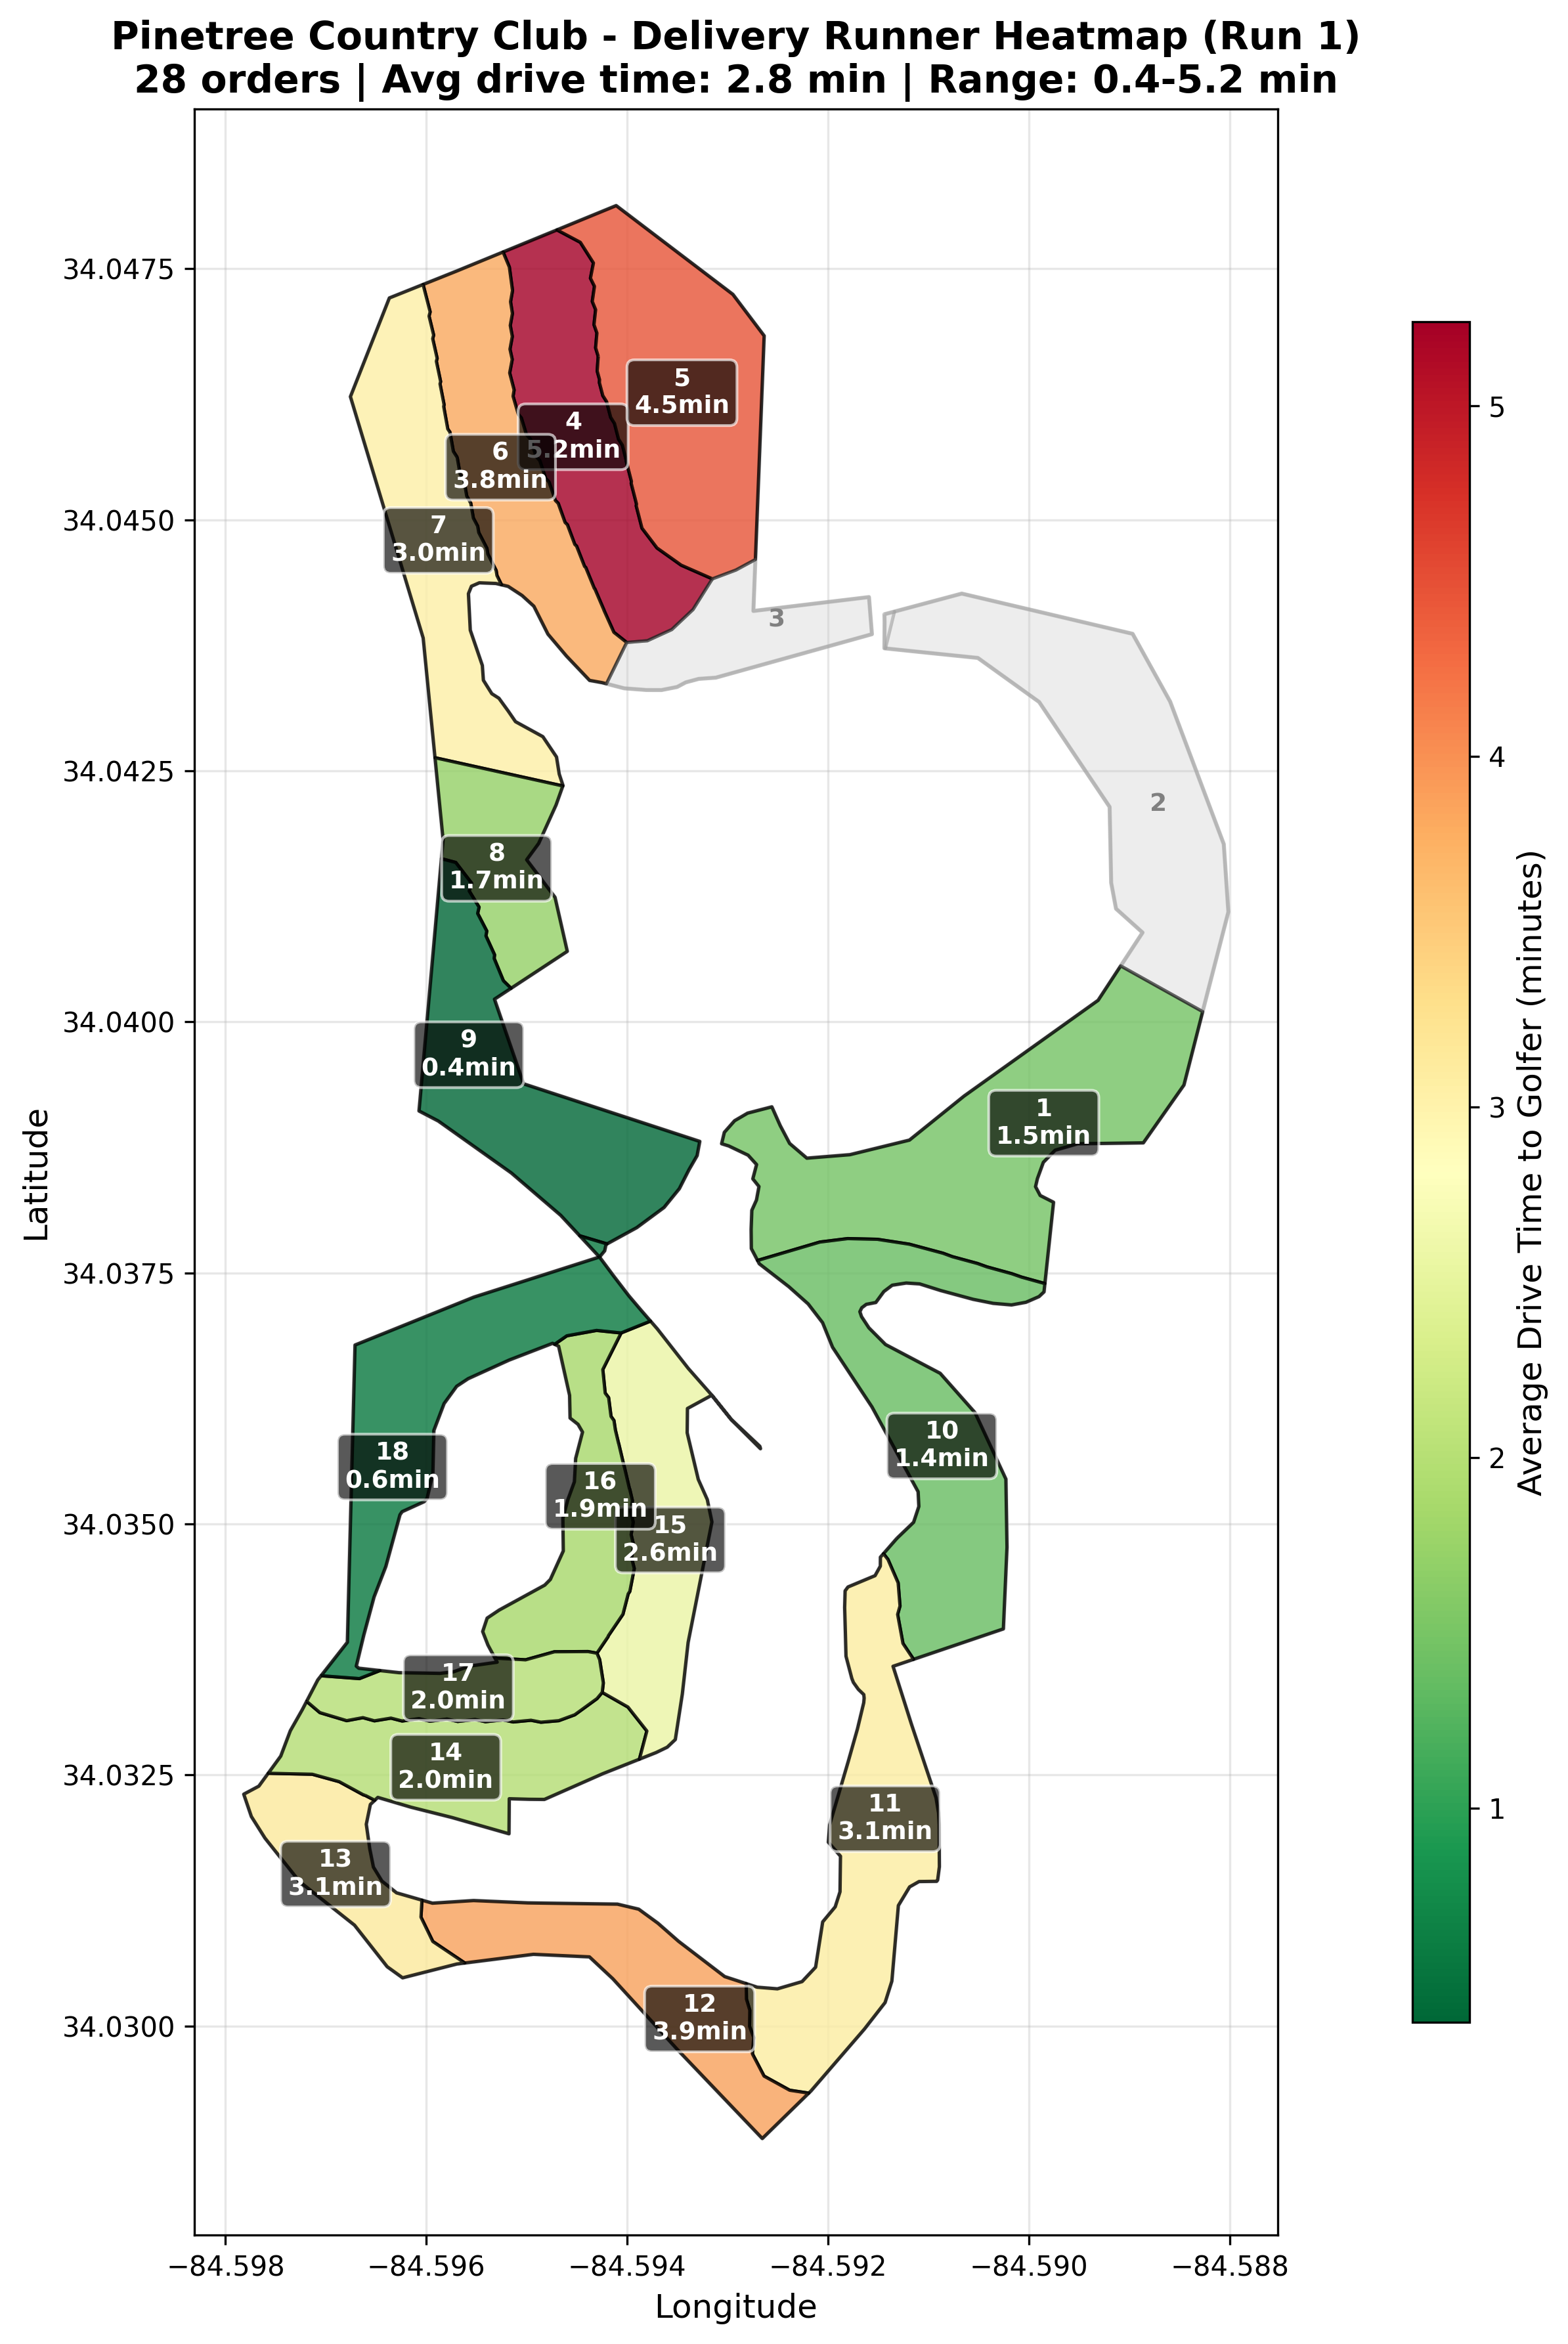 Pinetree Country Club - Delivery Runner Heatmap (Run 1)
28 orders | Avg drive time: 2.8 min | Range: 0.4-5.2 min
34.0475
34.0450
34.0425
34.0400
34.0375
34.0350
34.0325
34.0300
Latitude
5
4.5min
4
5.2min
6
3.8min
7
3.0min
3
2
8
1.7min
9
0.4min
1
1.5min
10
1.4min
18
0.6min
16
1.9min
15
2.6min
17
2.0min
14
2.0min
11
3.1min
13
3.1min
12
3.9min
−84.598
−84.596
−84.594
−84.592
−84.590
−84.588
Longitude
5
4
3
2
1
Average Drive Time to Golfer (minutes)